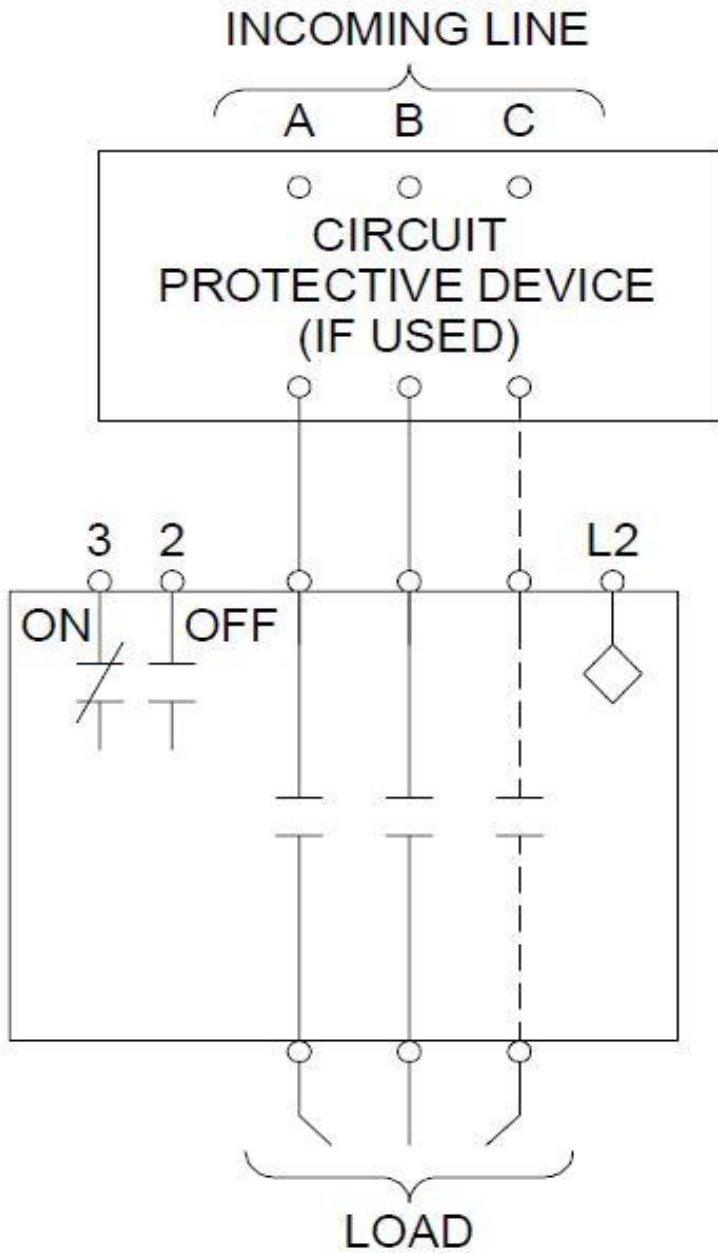 INCOMING LINE
A B C
CIRCUIT
PROTECTIVE DEVICE
(IF USED)
3 2 L2
ON OFF
LOAD